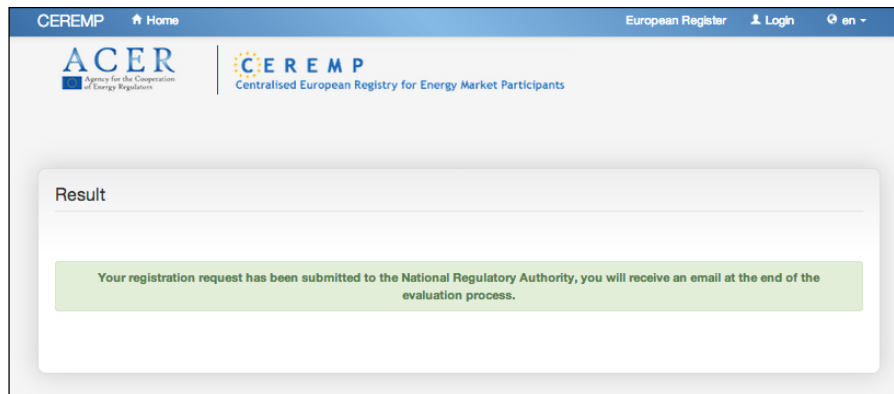 CEREMP Home European Register Login en
ACER
Agency for the Cooperation
of Energy Regulators
CEREMP
Centralised European Registry for Energy Market Participants
Result
Your registration request has been submitted to the National Regulatory Authority, you will receive an email at the end of the
evaluation process.